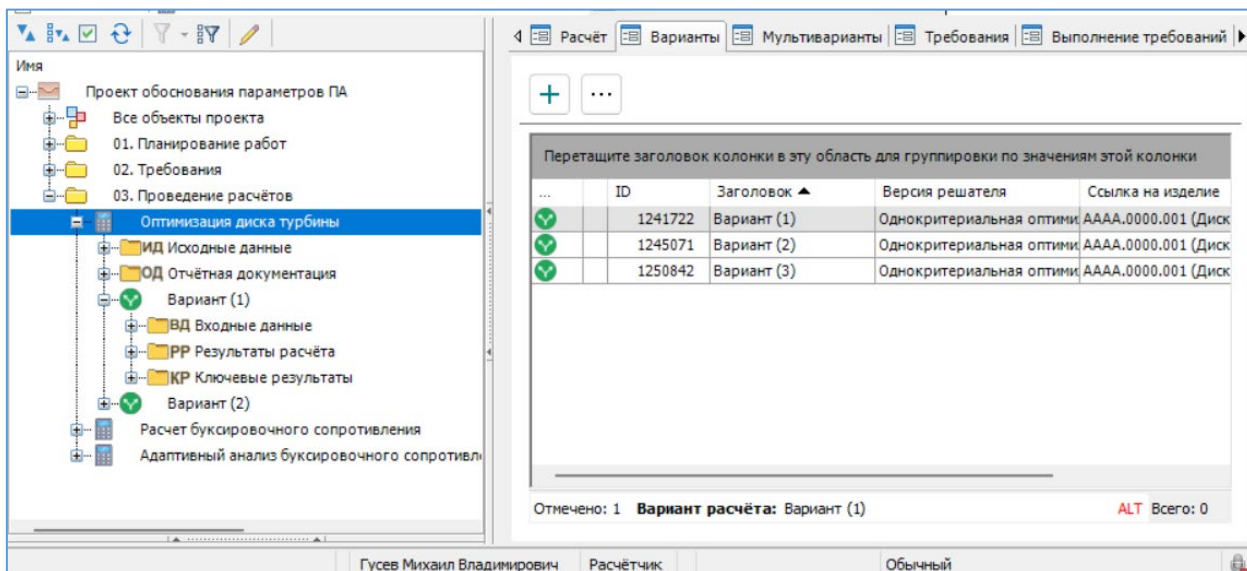 Имя
Проект обоснования параметров ПА
Все объекты проекта
01. Планирование работ
02. Требования
03. Проведение расчётов
Оптимизация диска турбины
ИД Исходные данные
ОД Отчётная документация
Вариант (1)
ВД Входные данные
РР Результаты расчёта
КР Ключевые результаты
Вариант (2)
Расчет буксировочного сопротивления
Адаптивный анализ буксировочного сопротивл
Расчёт Варианты Мультиварианты Требования Выполнение требований
Перетащите заголовок колонки в эту область для группировки по значениям этой колонки
... ID Заголовок Версия решателя Ссылка на изделие
1241722 Вариант (1) Однокритериальная оптими AAAA.0000.001 (Диск
1245071 Вариант (2) Однокритериальная оптими AAAA.0000.001 (Диск
1250842 Вариант (3) Однокритериальная оптими AAAA.0000.001 (Диск
Отмечено: 1 Вариант расчёта: Вариант (1) ALT Всего: 0
Гусев Михаил Владимирович Расчётчик Обычный